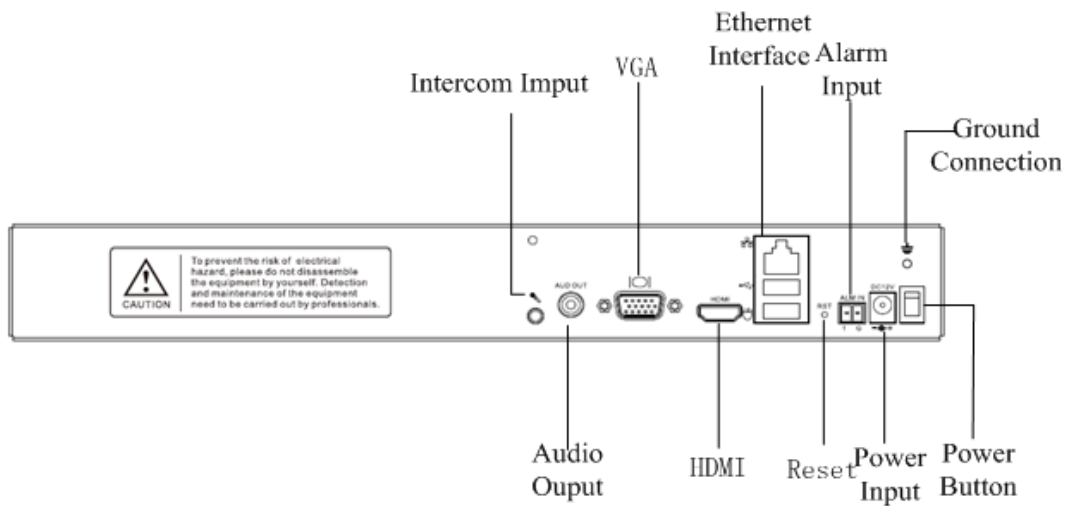 Ethernet
Interface
Alarm
Input
VGA
Intercom Imput
Ground
Connection
CAUTION
To prevent the risk of electrical
hazard, please do not disassemble
the equipment by yourself. Detection
and maintenance of the equipment
need to be carried out by professionals.
AUD OUT
HDMI
RST
ALM IN
1 G
DC12V
Audio
Ouput
HDMI
Reset
Power
Input
Power
Button